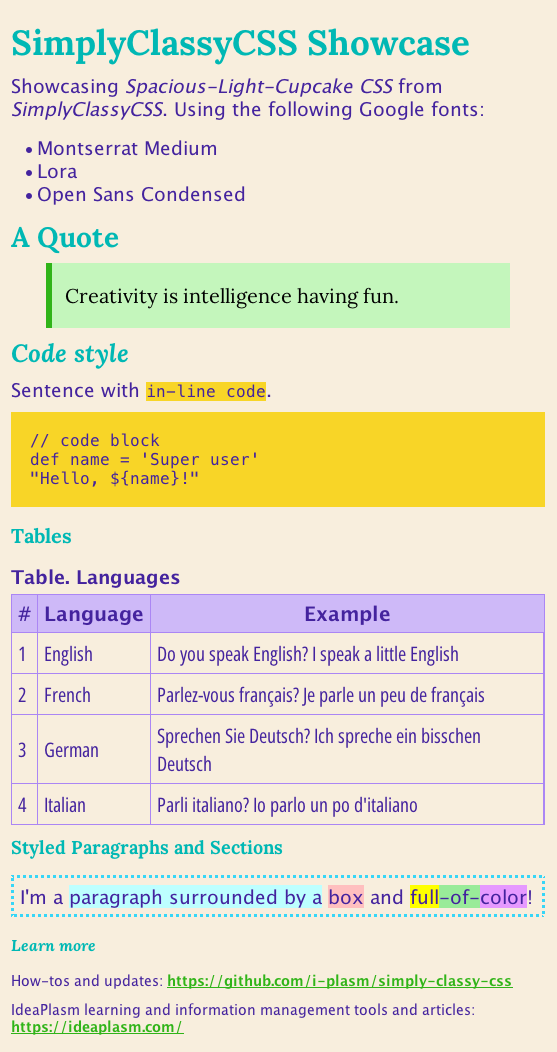 SimplyClassyCSS Showcase
Showcasing Spacious-Light-Cupcake CSS from
SimplyClassyCSS. Using the following Google fonts:
• Montserrat Medium
• Lora
• Open Sans Condensed
A Quote
Creativity is intelligence having fun.
Code style
Sentence with in-line code.
// code block
def name = 'Super user'
"Hello, ${name}!"
Tables
Table. Languages
# Language Example
1 English Do you speak English? I speak a little English
2 French Parlez-vous français? Je parle un peu de français
3 German Sprechen Sie Deutsch? Ich spreche ein bisschen
Deutsch
4 Italian Parli italiano? Io parlo un po d'italiano
Styled Paragraphs and Sections
I'm a paragraph surrounded by a box and full-of-color!
Learn more
How-tos and updates: https://github.com/i-plasm/simply-classy-css
IdeaPlasm learning and information management tools and articles:
https://ideaplasm.com/